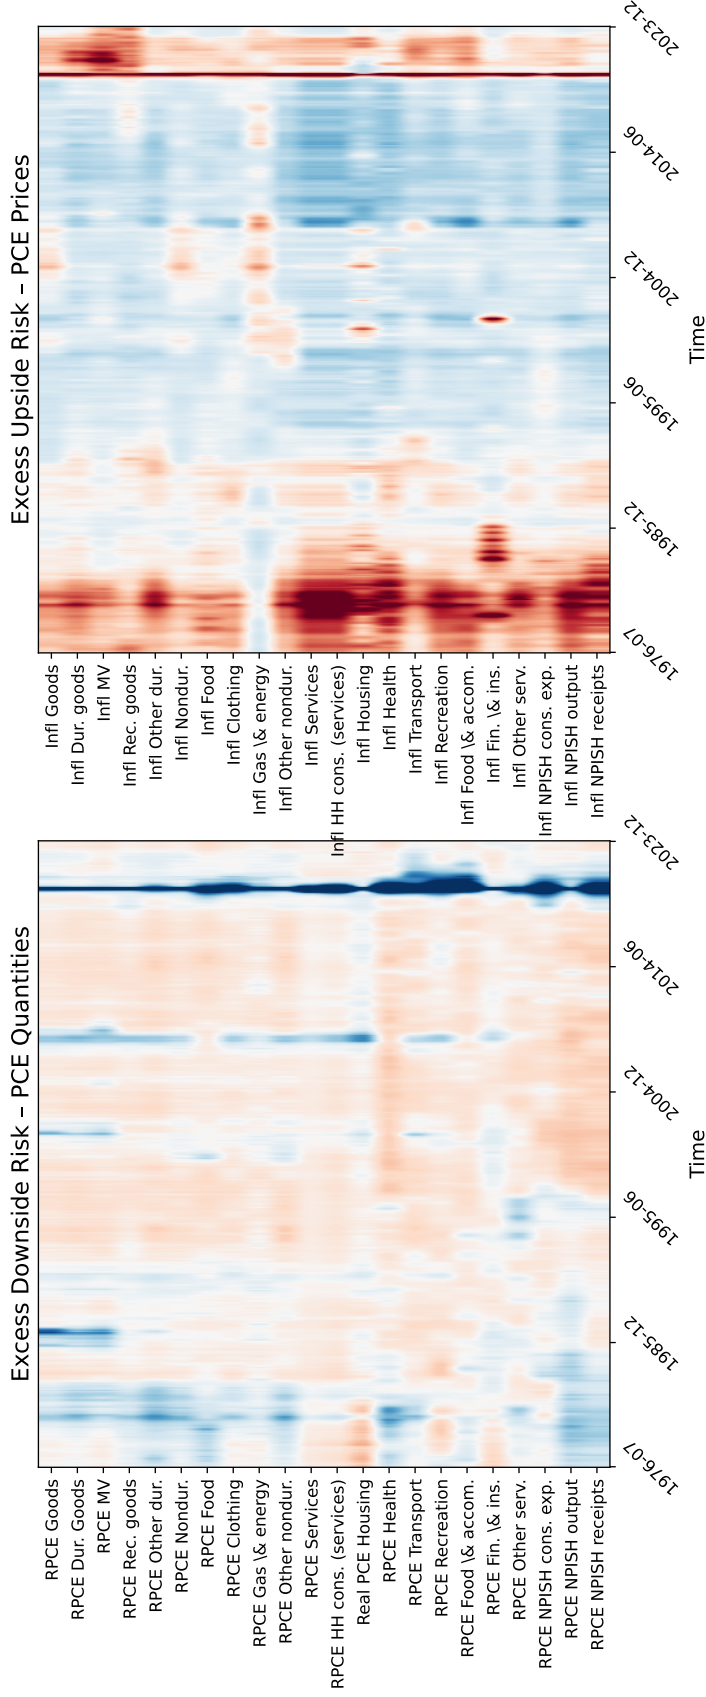 Excess Downside Risk – PCE Quantities
RPCE Goods
RPCE Dur. Goods
RPCE MV
RPCE Rec. goods
RPCE Other dur.
RPCE Nondur.
RPCE Food
RPCE Clothing
RPCE Gas \& energy
RPCE Other nondur.
RPCE Services
RPCE HH cons. (services)
Real PCE Housing
RPCE Health
RPCE Transport
RPCE Recreation
RPCE Food \& accom.
RPCE Fin. \& ins.
RPCE Other serv.
RPCE NPISH cons. exp.
RPCE NPISH output
RPCE NPISH receipts
1976-07
1985-12
1995-06
2004-12
2014-06
2023-12
Time
Excess Upside Risk – PCE Prices
Infl Goods
Infl Dur. goods
Infl MV
Infl Rec. goods
Infl Other dur.
Infl Nondur.
Infl Food
Infl Clothing
Infl Gas \& energy
Infl Other nondur.
Infl Services
Infl HH cons. (services)
Infl Housing
Infl Health
Infl Transport
Infl Recreation
Infl Food \& accom.
Infl Fin. \& ins.
Infl Other serv.
Infl NPISH cons. exp.
Infl NPISH output
Infl NPISH receipts
1976-07
1985-12
1995-06
2004-12
2014-06
2023-12
Time